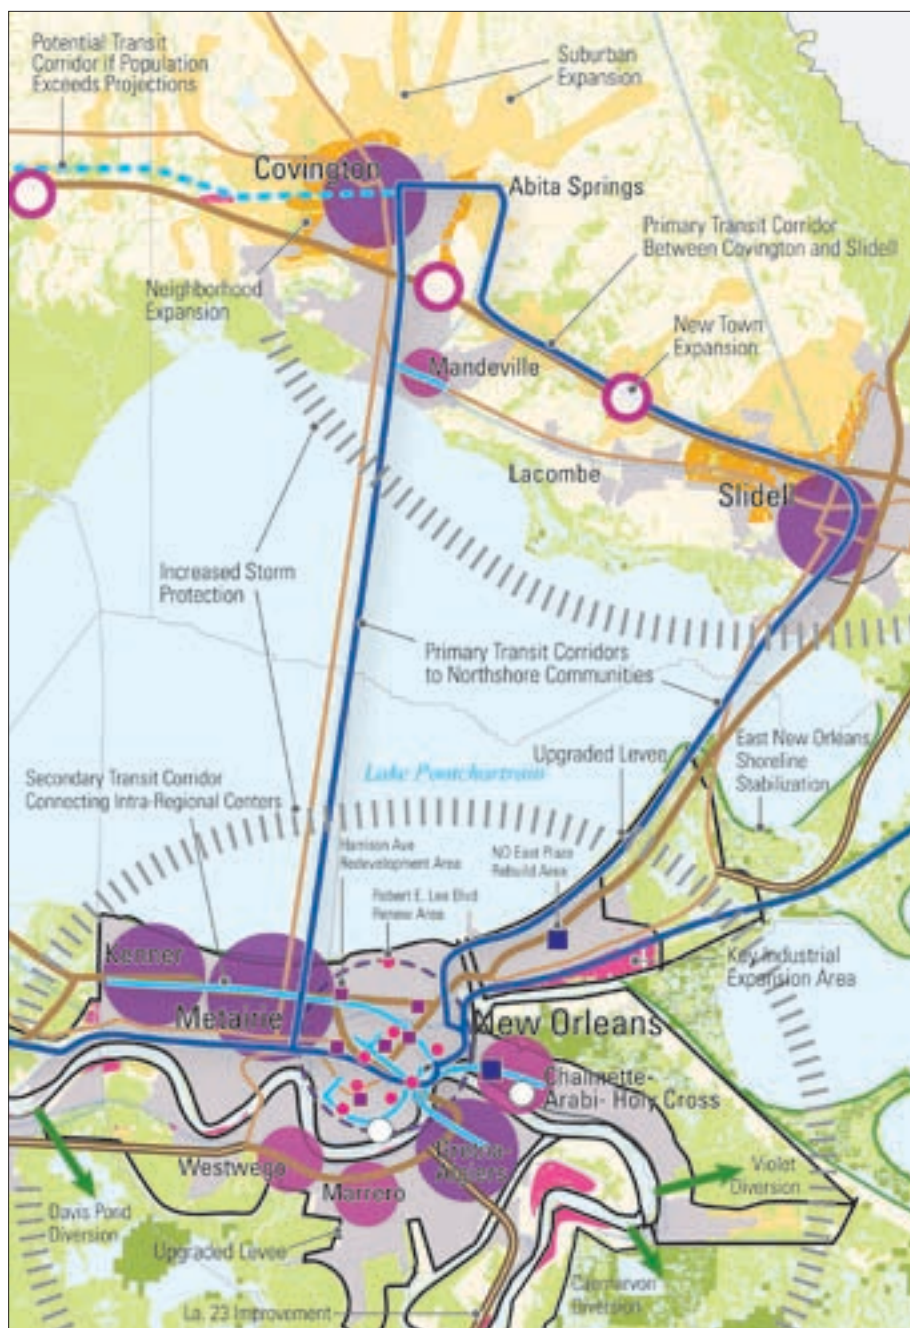 Potential Transit
Corridor if Population
Exceeds Projections
Suburban
Expansion
Covington
Abita Springs
Primary Transit Corridor
Between Covington and Slidell
Neighborhood
Expansion
New Town
Expansion
Mandeville
Lacombe
Slidel
Increased Storm
Protection
Primary Transit Corridors
to Northshore Communities
Upgraded Levee
East New Orleans
Shoreline
Stabilization
Lake Pontchartrain
Secondary Transit Corridor
Connecting Intra-Regional Centers
Harrison Ave
Redevelopment Area
NO East Plaza
Rebuild Area
Robert E. Lee Blvd
Renew Area
Kenner
Key Industrial
Expansion Area
Metairie
New Orleans
Chalmette-
Arabi- Holy Cross
Gretna-
Algiers
Westwego
Marrero
Violet
Diversion
Davis Pond
Diversion
Upgraded Levee
Caernarvon
Diversion
La. 23 Improvement